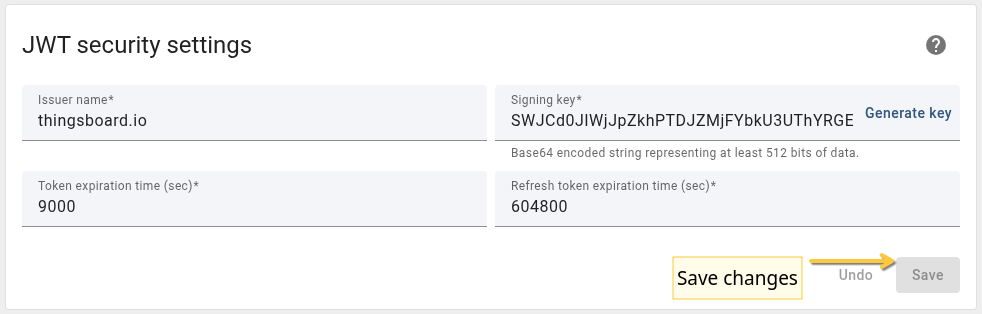 JWT security settings
?
Issuer name*
thingsboard.io
Signing key*
SWJCd0JIWjJpZkhPTDJZMjFYbkU3UThYRGE
Generate key
Base64 encoded string representing at least 512 bits of data.
Token expiration time (sec)*
9000
Refresh token expiration time (sec)*
604800
Save changes
Undo
Save